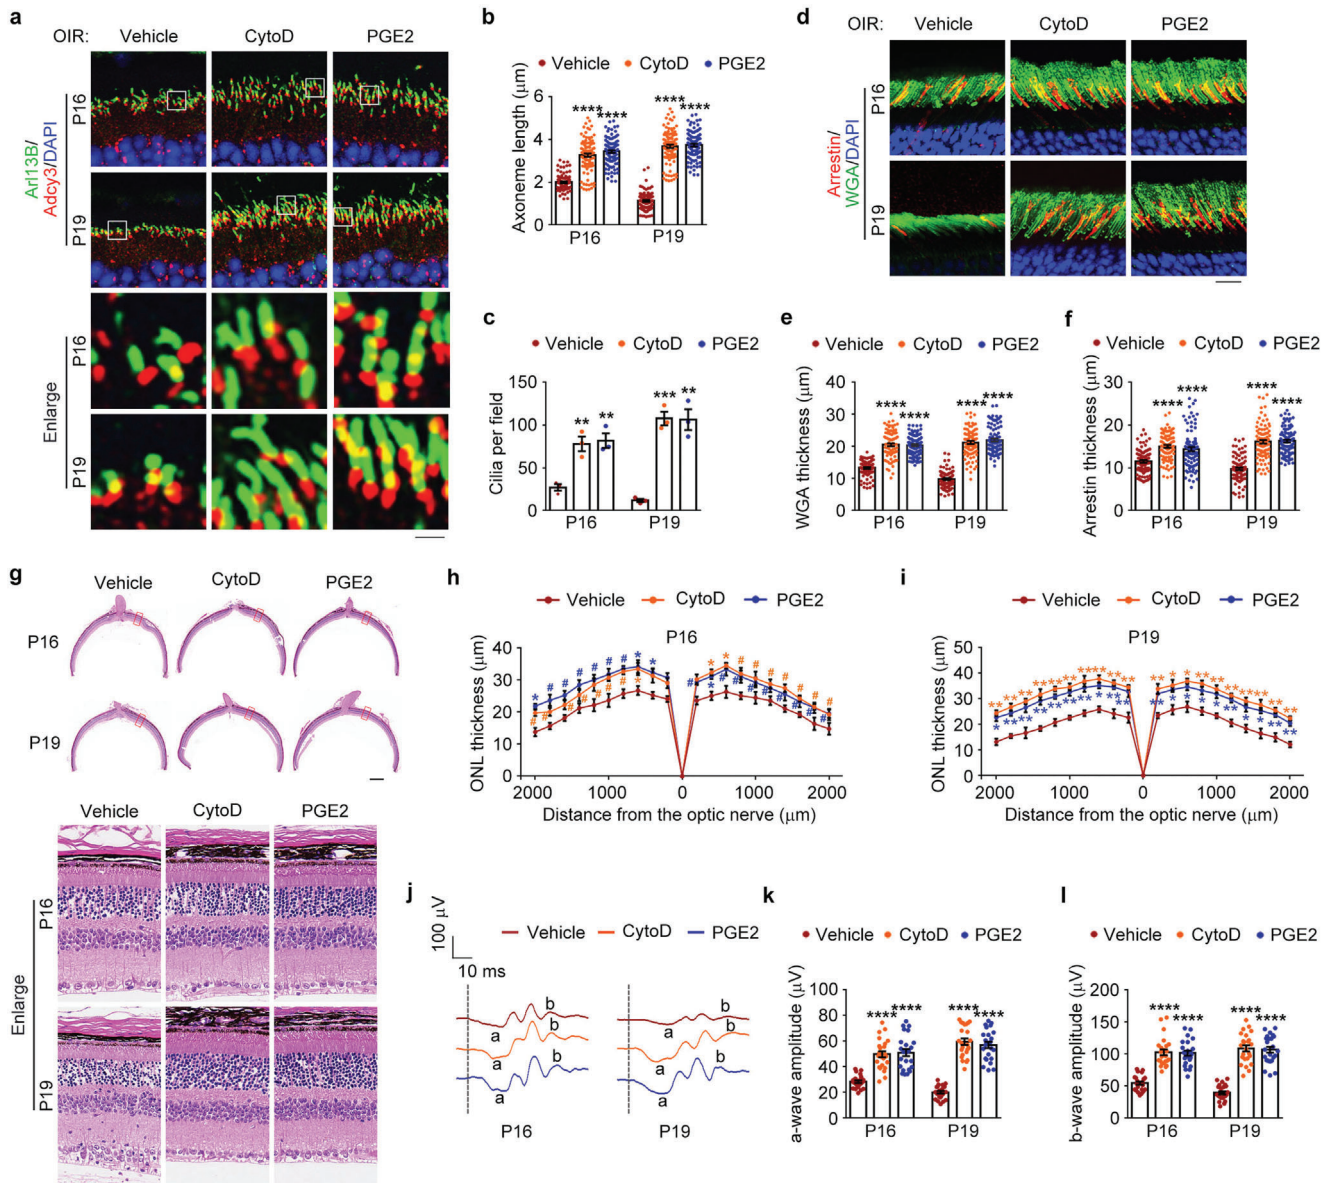 a
OIR: Vehicle CytoD PGE2
Arl13B/
Adcy3/DAPI
P16
P19
Enlarge
P16
P19
b
Vehicle CytoD PGE2
Axoneme length (μm)
6
4
2
0
**** **** **** ****
P16 P19
c
Vehicle CytoD PGE2
Cilia per field
150
100
50
0
** ** *** **
P16 P19
d
Vehicle CytoD PGE2
Arrestin/
WGA/DAPI
P16
P19
e
Vehicle CytoD PGE2
WGA thickness (μm)
40
30
20
10
0
**** **** **** ****
P16 P19
f
Vehicle CytoD PGE2
Arrestin thickness (μm)
30
20
10
0
**** **** **** ****
P16 P19
g
Vehicle CytoD PGE2
P16
P19
Vehicle CytoD PGE2
Enlarge
P16
P19
h
Vehicle CytoD PGE2
P16
ONL thickness (μm)
40
30
20
10
0
2000 1000 0 1000 2000
Distance from the optic nerve (μm)
i
Vehicle CytoD PGE2
P19
ONL thickness (μm)
50
40
30
20
10
0
2000 1000 0 1000 2000
Distance from the optic nerve (μm)
j
100 μV
10 ms
Vehicle CytoD PGE2
a b
a b
a b
P16 P19
k
Vehicle CytoD PGE2
a-wave amplitude (μV)
80
60
40
20
0
**** **** **** ****
P16 P19
l
Vehicle CytoD PGE2
b-wave amplitude (μV)
200
150
100
50
0
**** **** **** ****
P16 P19